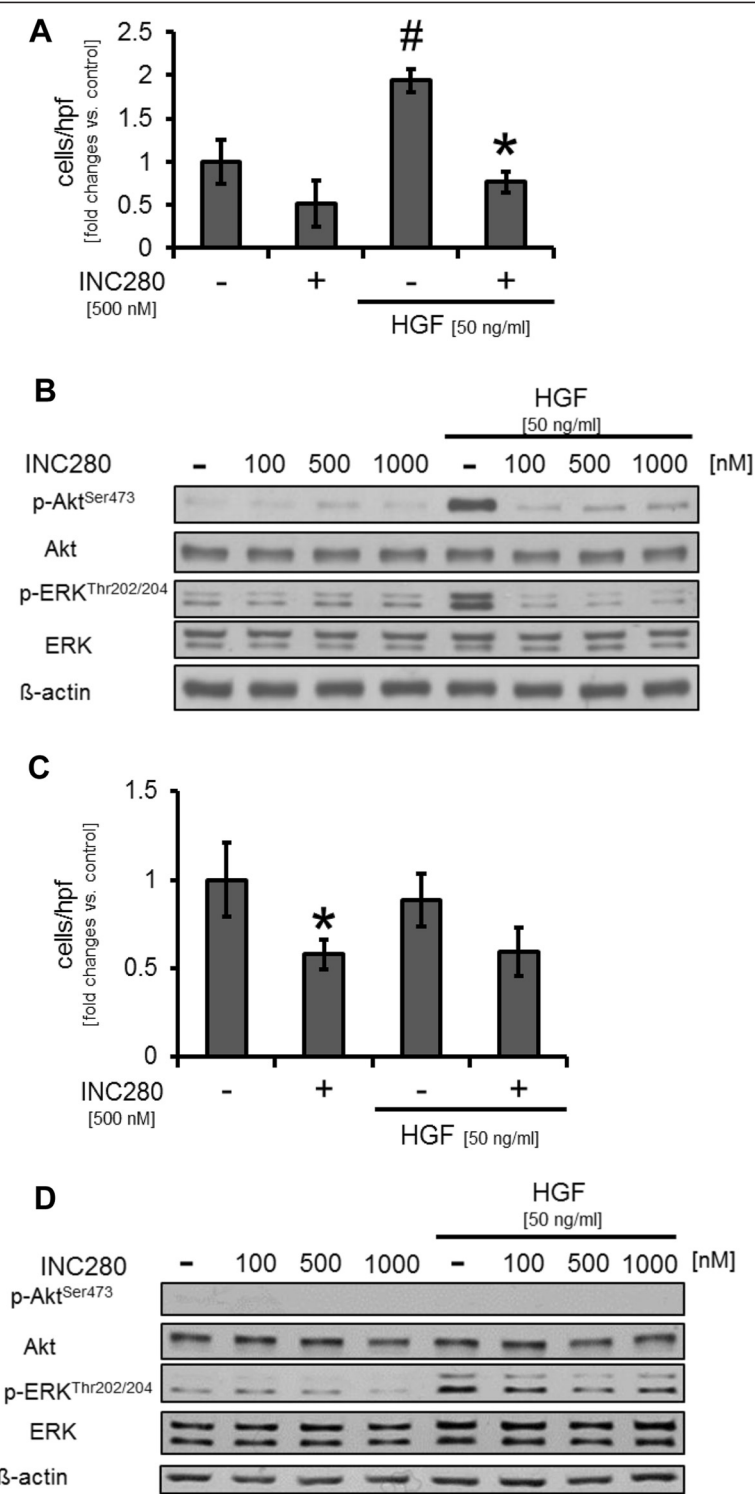 A
2.5
2
1.5
1
0.5
0
cells/hpf
[fold changes vs. control]
#
*
INC280 - + - +
[500 nM]
HGF [50 ng/ml]
B
HGF
[50 ng/ml]
INC280 - 100 500 1000 - 100 500 1000 [nM]
p-AktSer473
Akt
p-ERKThr202/204
ERK
ß-actin
C
1.5
1
0.5
0
cells/hpf
[fold changes vs. control]
*
INC280 - + - +
[500 nM]
HGF [50 ng/ml]
D
HGF
[50 ng/ml]
INC280 - 100 500 1000 - 100 500 1000 [nM]
p-AktSer473
Akt
p-ERKThr202/204
ERK
ß-actin